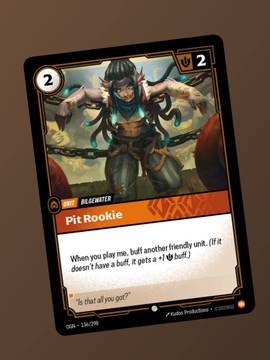 2
2
UNIT BILGEWATER
Pit Rookie
When you play me, buff another friendly unit. (If it
doesn't have a buff, it gets a +1 buff.)
"Is that all you got?"
OGN • 136/298
Kudos Productions